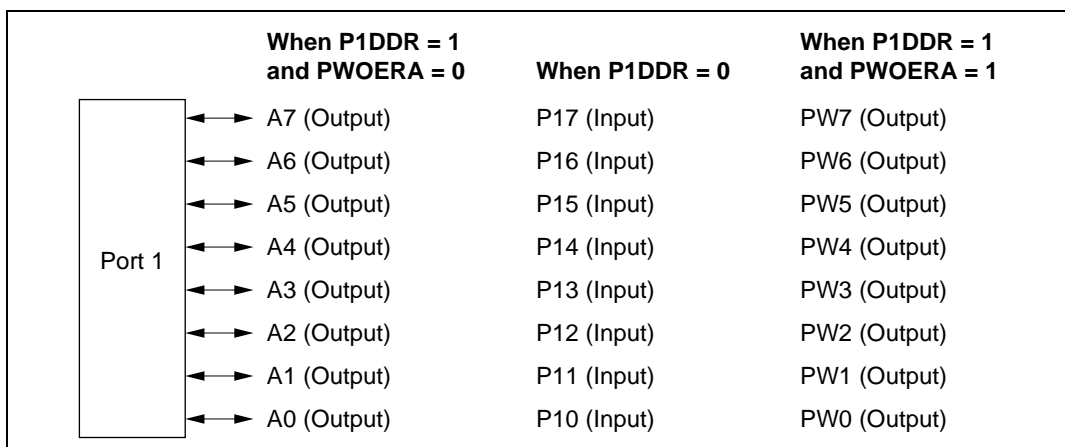 When P1DDR = 1 When P1DDR = 1
and PWOERA = 0 When P1DDR = 0 and PWOERA = 1
A7 (Output) P17 (Input) PW7 (Output)
A6 (Output) P16 (Input) PW6 (Output)
A5 (Output) P15 (Input) PW5 (Output)
A4 (Output) P14 (Input) PW4 (Output)
Port 1
A3 (Output) P13 (Input) PW3 (Output)
A2 (Output) P12 (Input) PW2 (Output)
A1 (Output) P11 (Input) PW1 (Output)
A0 (Output) P10 (Input) PW0 (Output)